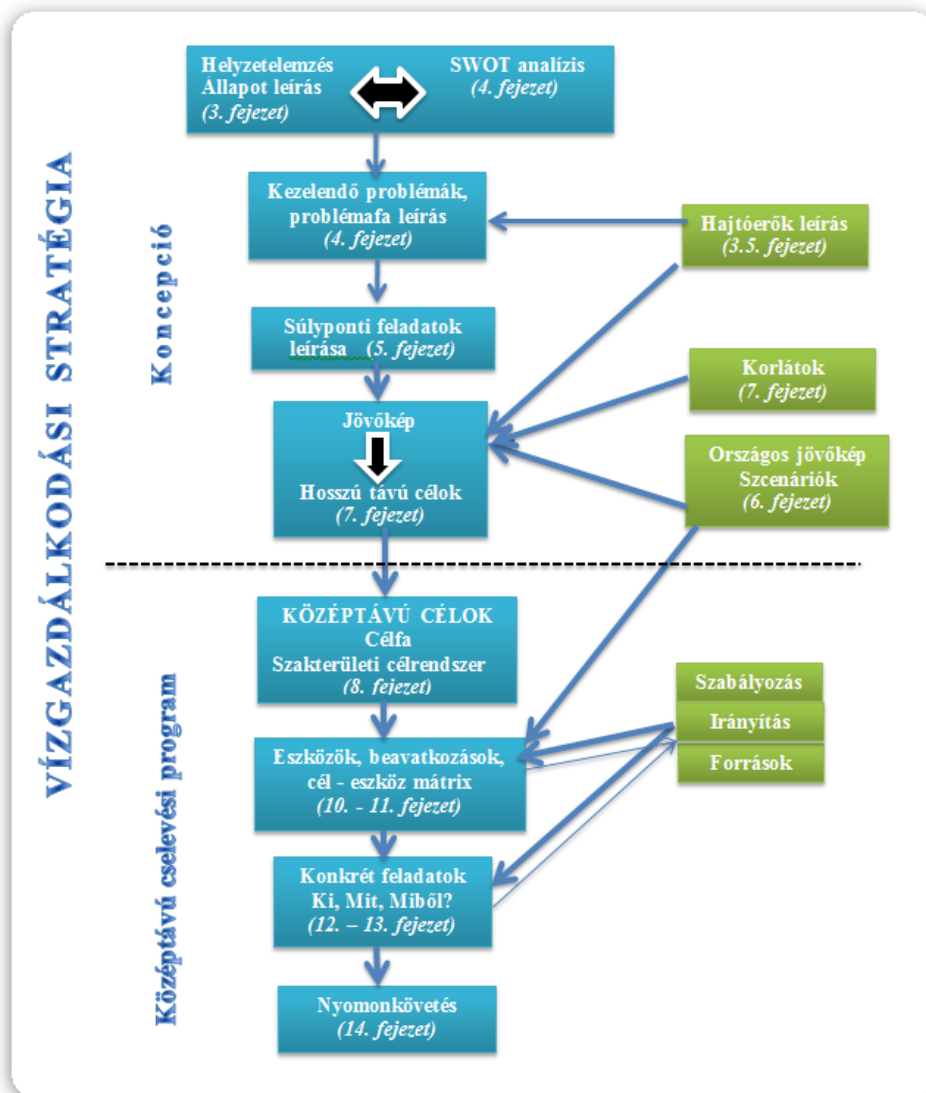 VÍZGAZDÁLKODÁSI STRATÉGIA
Koncepció
Helyzetelemzés
Állapot leírás
(3. fejezet)
SWOT analízis
(4. fejezet)
Kezelendő problémák,
problémafa leírás
(4. fejezet)
Hajtóerők leírás
(3.5. fejezet)
Súlyponti feladatok
leírása (5. fejezet)
Korlátok
(7. fejezet)
Jövőkép
Hosszú távú célok
(7. fejezet)
Országos jövőkép
Szcenáriók
(6. fejezet)
Középtávú cselevési program
KÖZÉPTÁVÚ CÉLOK
Célfa
Szakterületi célrendszer
(8. fejezet)
Szabályozás
Irányítás
Források
Eszközök, beavatkozások,
cél - eszköz mátrix
(10. - 11. fejezet)
Konkrét feladatok
Ki, Mit, Miből?
(12. – 13. fejezet)
Nyomonkövetés
(14. fejezet)